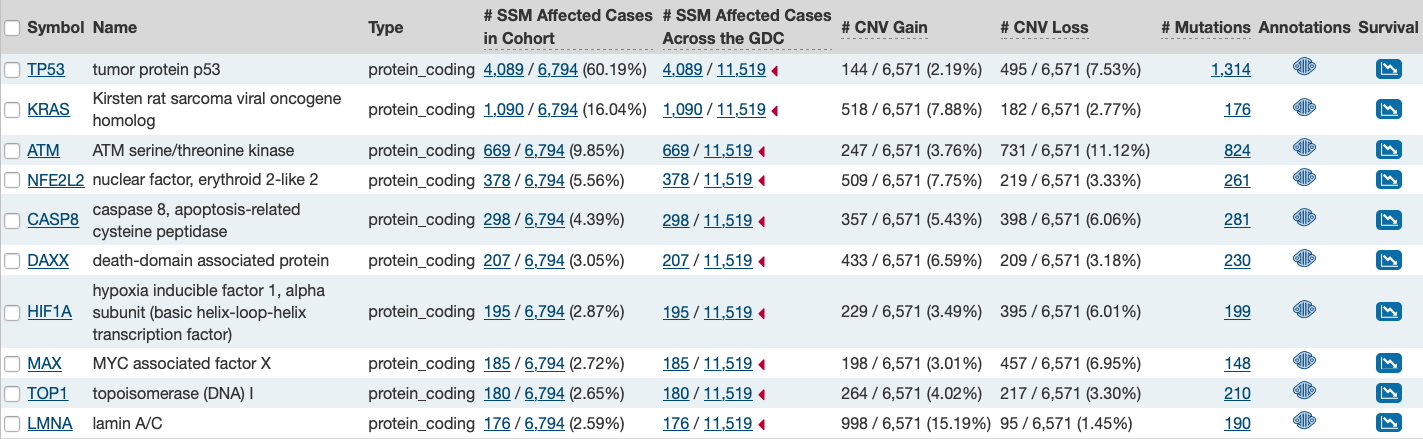 Symbol Name Type # SSM Affected Cases in Cohort # SSM Affected Cases Across the GDC # CNV Gain # CNV Loss # Mutations Annotations Survival
TP53 tumor protein p53 protein_coding 4,089 / 6,794 (60.19%) 4,089 / 11,519 144 / 6,571 (2.19%) 495 / 6,571 (7.53%) 1,314
KRAS Kirsten rat sarcoma viral oncogene homolog protein_coding 1,090 / 6,794 (16.04%) 1,090 / 11,519 518 / 6,571 (7.88%) 182 / 6,571 (2.77%) 176
ATM ATM serine/threonine kinase protein_coding 669 / 6,794 (9.85%) 669 / 11,519 247 / 6,571 (3.76%) 731 / 6,571 (11.12%) 824
NFE2L2 nuclear factor, erythroid 2-like 2 protein_coding 378 / 6,794 (5.56%) 378 / 11,519 509 / 6,571 (7.75%) 219 / 6,571 (3.33%) 261
CASP8 caspase 8, apoptosis-related cysteine peptidase protein_coding 298 / 6,794 (4.39%) 298 / 11,519 357 / 6,571 (5.43%) 398 / 6,571 (6.06%) 281
DAXX death-domain associated protein protein_coding 207 / 6,794 (3.05%) 207 / 11,519 433 / 6,571 (6.59%) 209 / 6,571 (3.18%) 230
HIF1A hypoxia inducible factor 1, alpha subunit (basic helix-loop-helix transcription factor) protein_coding 195 / 6,794 (2.87%) 195 / 11,519 229 / 6,571 (3.49%) 395 / 6,571 (6.01%) 199
MAX MYC associated factor X protein_coding 185 / 6,794 (2.72%) 185 / 11,519 198 / 6,571 (3.01%) 457 / 6,571 (6.95%) 148
TOP1 topoisomerase (DNA) I protein_coding 180 / 6,794 (2.65%) 180 / 11,519 264 / 6,571 (4.02%) 217 / 6,571 (3.30%) 210
LMNA lamin A/C protein_coding 176 / 6,794 (2.59%) 176 / 11,519 998 / 6,571 (15.19%) 95 / 6,571 (1.45%) 190